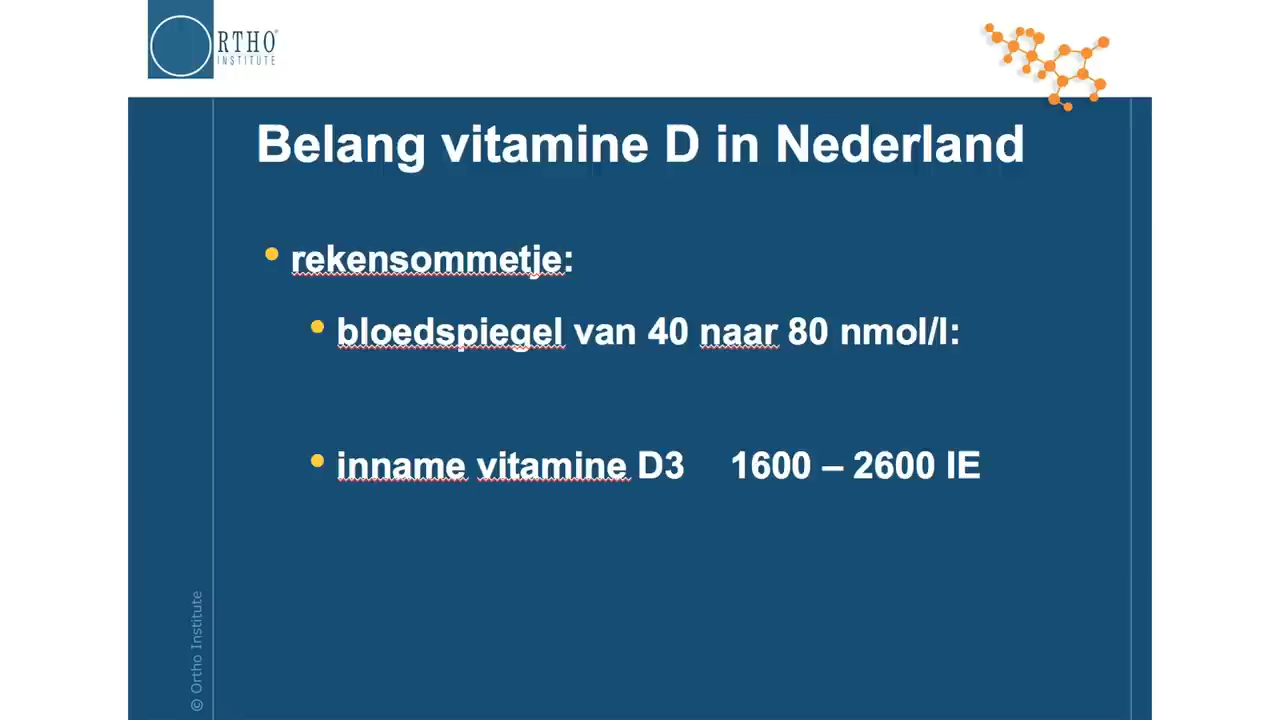 ORTHO
INSTITUTE
Belang vitamine D in Nederland
rekensommetje:
bloedspiegel van 40 naar 80 nmol/l:
inname vitamine D3 1600 – 2600 IE
© Ortho Institute